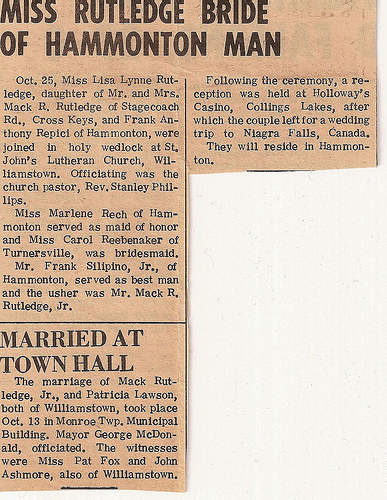 MISS RUTLEDGE BRIDE
OF HAMMONTON MAN
Oct. 25, Miss Lisa Lynne Rut-
ledge, daughter of Mr. and Mrs.
Mack R. Rutledge of Stagecoach
Rd., Cross Keys, and Frank An-
thony Repici of Hammonton, were
joined in holy wedlock at St.
John's Lutheran Church, Wil-
liamstown. Officiating was the
church pastor, Rev. Stanley Phil-
lips.
Miss Marlene Rech of Ham-
monton served as maid of honor
and Miss Carol Reebenaker of
Turnersville, was bridesmaid.
Mr. Frank Silipino, Jr., of
Hammonton, served as best man
and the usher was Mr. Mack R.
Rutledge, Jr.
Following the ceremony, a re-
ception was held at Holloway's
Casino, Collings Lakes, after
which the couple left for a wedding
trip to Niagra Falls, Canada.
They will reside in Hammon-
ton.
MARRIED AT
TOWN HALL
The marriage of Mack Rut-
ledge, Jr., and Patricia Lawson,
both of Williamstown, took place
Oct. 13 in Monroe Twp. Municipal
Building. Mayor George McDon-
ald, officiated. The witnesses
were Miss Pat Fox and John
Ashmore, also of Williamstown.